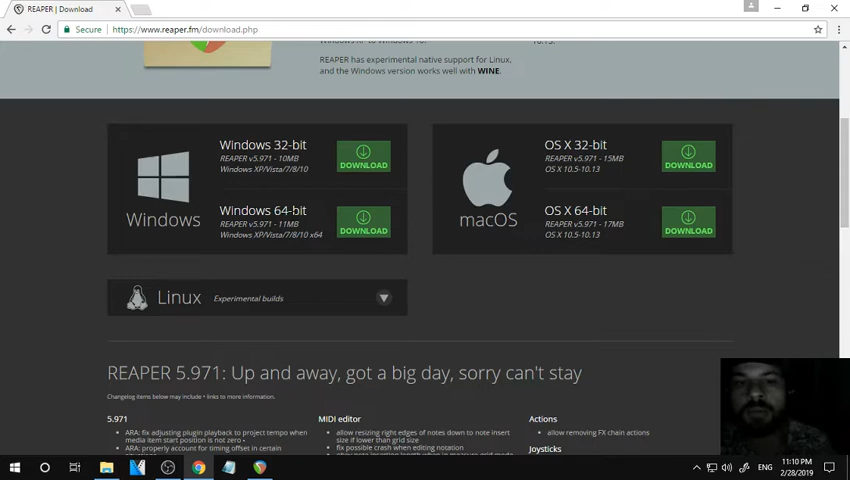 REAPER | Download
Secure
https://www.reaper.fm/download.php
10.13.
REAPER has experimental native support for Linux,
and the Windows version works well with WINE.
Windows 32-bit
REAPER v5.971 - 10MB
Windows XP/Vista/7/8/10
DOWNLOAD
Windows 64-bit
REAPER v5.971 - 11MB
Windows XP/Vista/7/8/10 x64
DOWNLOAD
Windows
OS X 32-bit
REAPER v5.971 - 15MB
OS X 10.5-10.13
DOWNLOAD
OS X 64-bit
REAPER v5.971 - 17MB
OS X 10.5-10.13
DOWNLOAD
macOS
Linux Experimental builds
REAPER 5.971: Up and away, got a big day, sorry can't stay
Changelog items below may include • links to more information.
5.971
• ARA: fix adjusting plugin playback to project tempo when
media item start position is not zero •
• ARA: properly account for timing offset in certain
MIDI editor
• allow resizing right edges of notes down to note insert
size if lower than grid size
• fix possible crash when editing notation
Actions
• allow removing FX chain actions
Joysticks
ENG
11:10 PM
2/28/2019